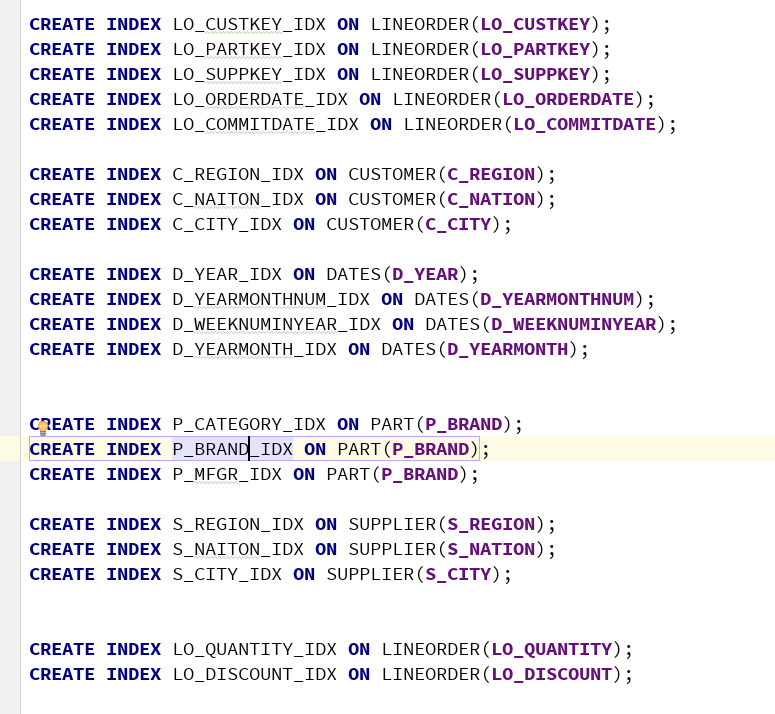 CREATE INDEX LO_CUSTKEY_IDX ON LINEORDER(LO_CUSTKEY);
CREATE INDEX LO_PARTKEY_IDX ON LINEORDER(LO_PARTKEY);
CREATE INDEX LO_SUPPKEY_IDX ON LINEORDER(LO_SUPPKEY);
CREATE INDEX LO_ORDERDATE_IDX ON LINEORDER(LO_ORDERDATE);
CREATE INDEX LO_COMMITDATE_IDX ON LINEORDER(LO_COMMITDATE);
CREATE INDEX C_REGION_IDX ON CUSTOMER(C_REGION);
CREATE INDEX C_NAITON_IDX ON CUSTOMER(C_NATION);
CREATE INDEX C_CITY_IDX ON CUSTOMER(C_CITY);
CREATE INDEX D_YEAR_IDX ON DATES(D_YEAR);
CREATE INDEX D_YEARMONTHNUM_IDX ON DATES(D_YEARMONTHNUM);
CREATE INDEX D_WEEKNUMINYEAR_IDX ON DATES(D_WEEKNUMINYEAR);
CREATE INDEX D_YEARMONTH_IDX ON DATES(D_YEARMONTH);
CREATE INDEX P_CATEGORY_IDX ON PART(P_BRAND);
CREATE INDEX P_BRAND_IDX ON PART(P_BRAND);
CREATE INDEX P_MFGR_IDX ON PART(P_BRAND);
CREATE INDEX S_REGION_IDX ON SUPPLIER(S_REGION);
CREATE INDEX S_NAITON_IDX ON SUPPLIER(S_NATION);
CREATE INDEX S_CITY_IDX ON SUPPLIER(S_CITY);
CREATE INDEX LO_QUANTITY_IDX ON LINEORDER(LO_QUANTITY);
CREATE INDEX LO_DISCOUNT_IDX ON LINEORDER(LO_DISCOUNT);